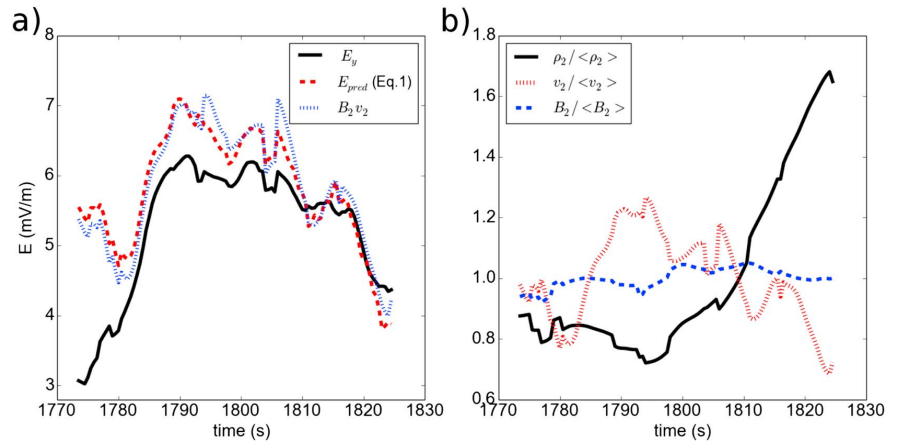 a)
8
7
6
5
4
3
E (mV/m)
1770 1780 1790 1800 1810 1820 1830
time (s)
E_y
E_pred (Eq.1)
B_2 v_2
b)
1.8
1.6
1.4
1.2
1.0
0.8
0.6
1770 1780 1790 1800 1810 1820 1830
time (s)
ρ_2/<ρ_2>
v_2/<v_2>
B_2/<B_2>